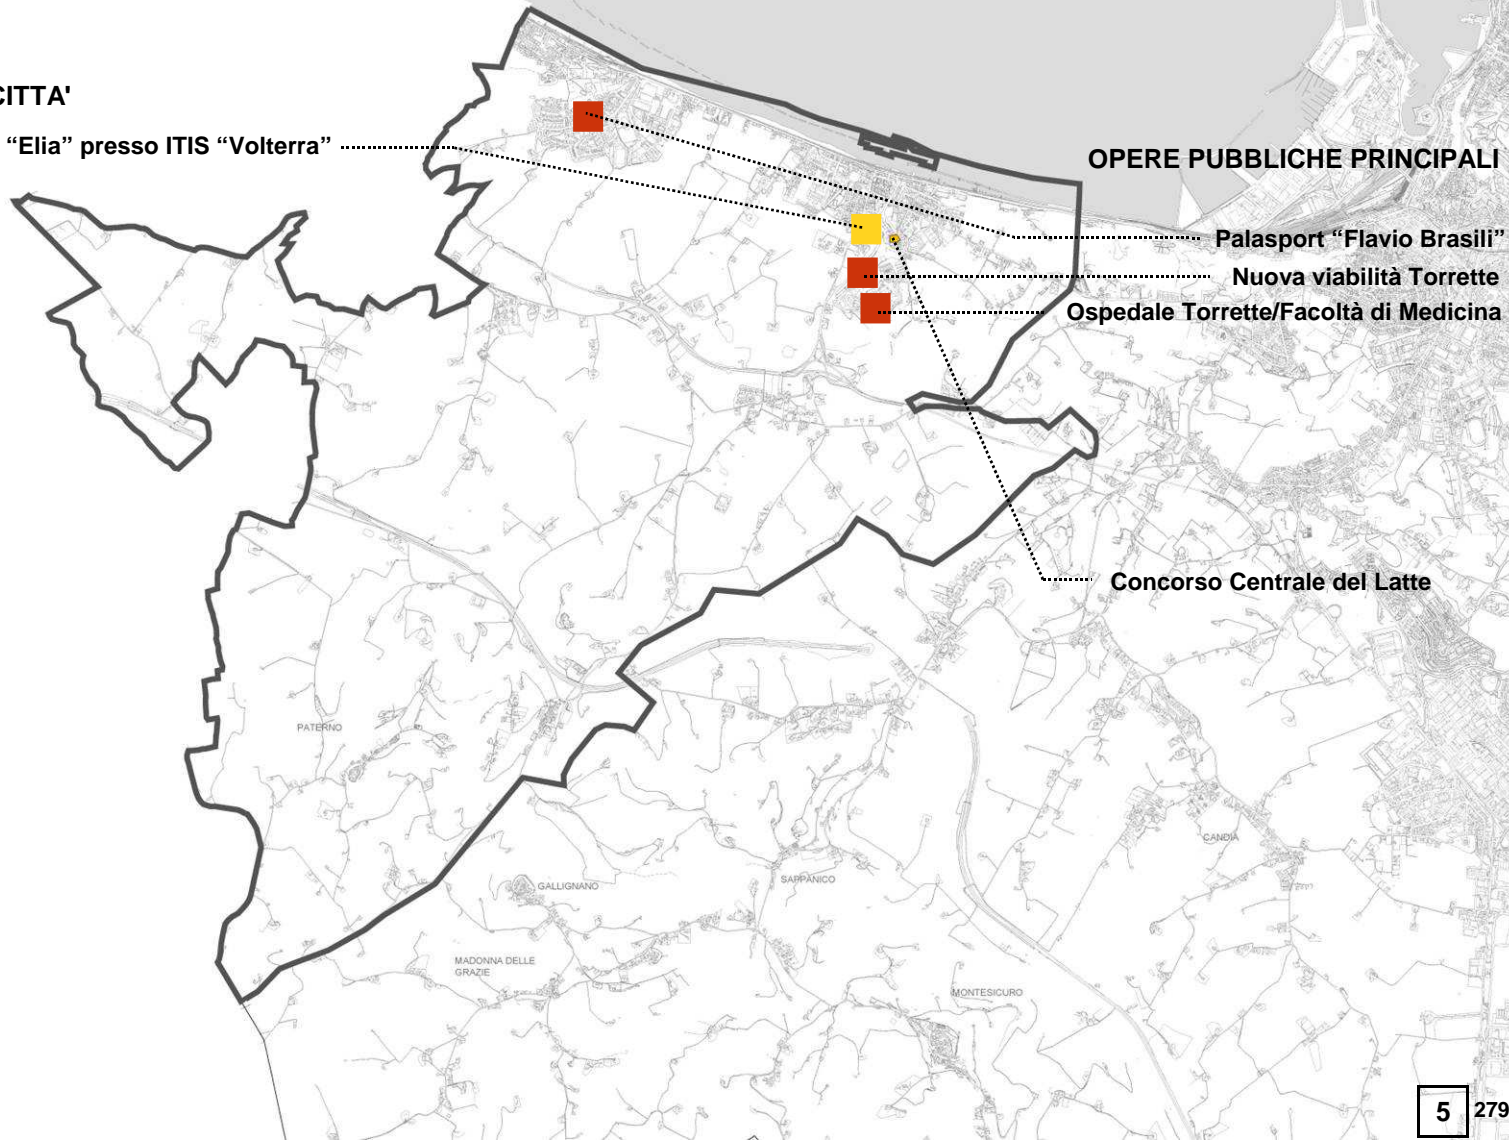 CITTA'
“Elia” presso ITIS “Volterra”
OPERE PUBBLICHE PRINCIPALI
Palasport “Flavio Brasili”
Nuova viabilità Torrette
Ospedale Torrette/Facoltà di Medicina
Concorso Centrale del Latte
PATERNO
CANDIA
GALLIGNANO
SAPPANICO
MADONNA DELLE
GRAZIE
MONTESICURO
5
279